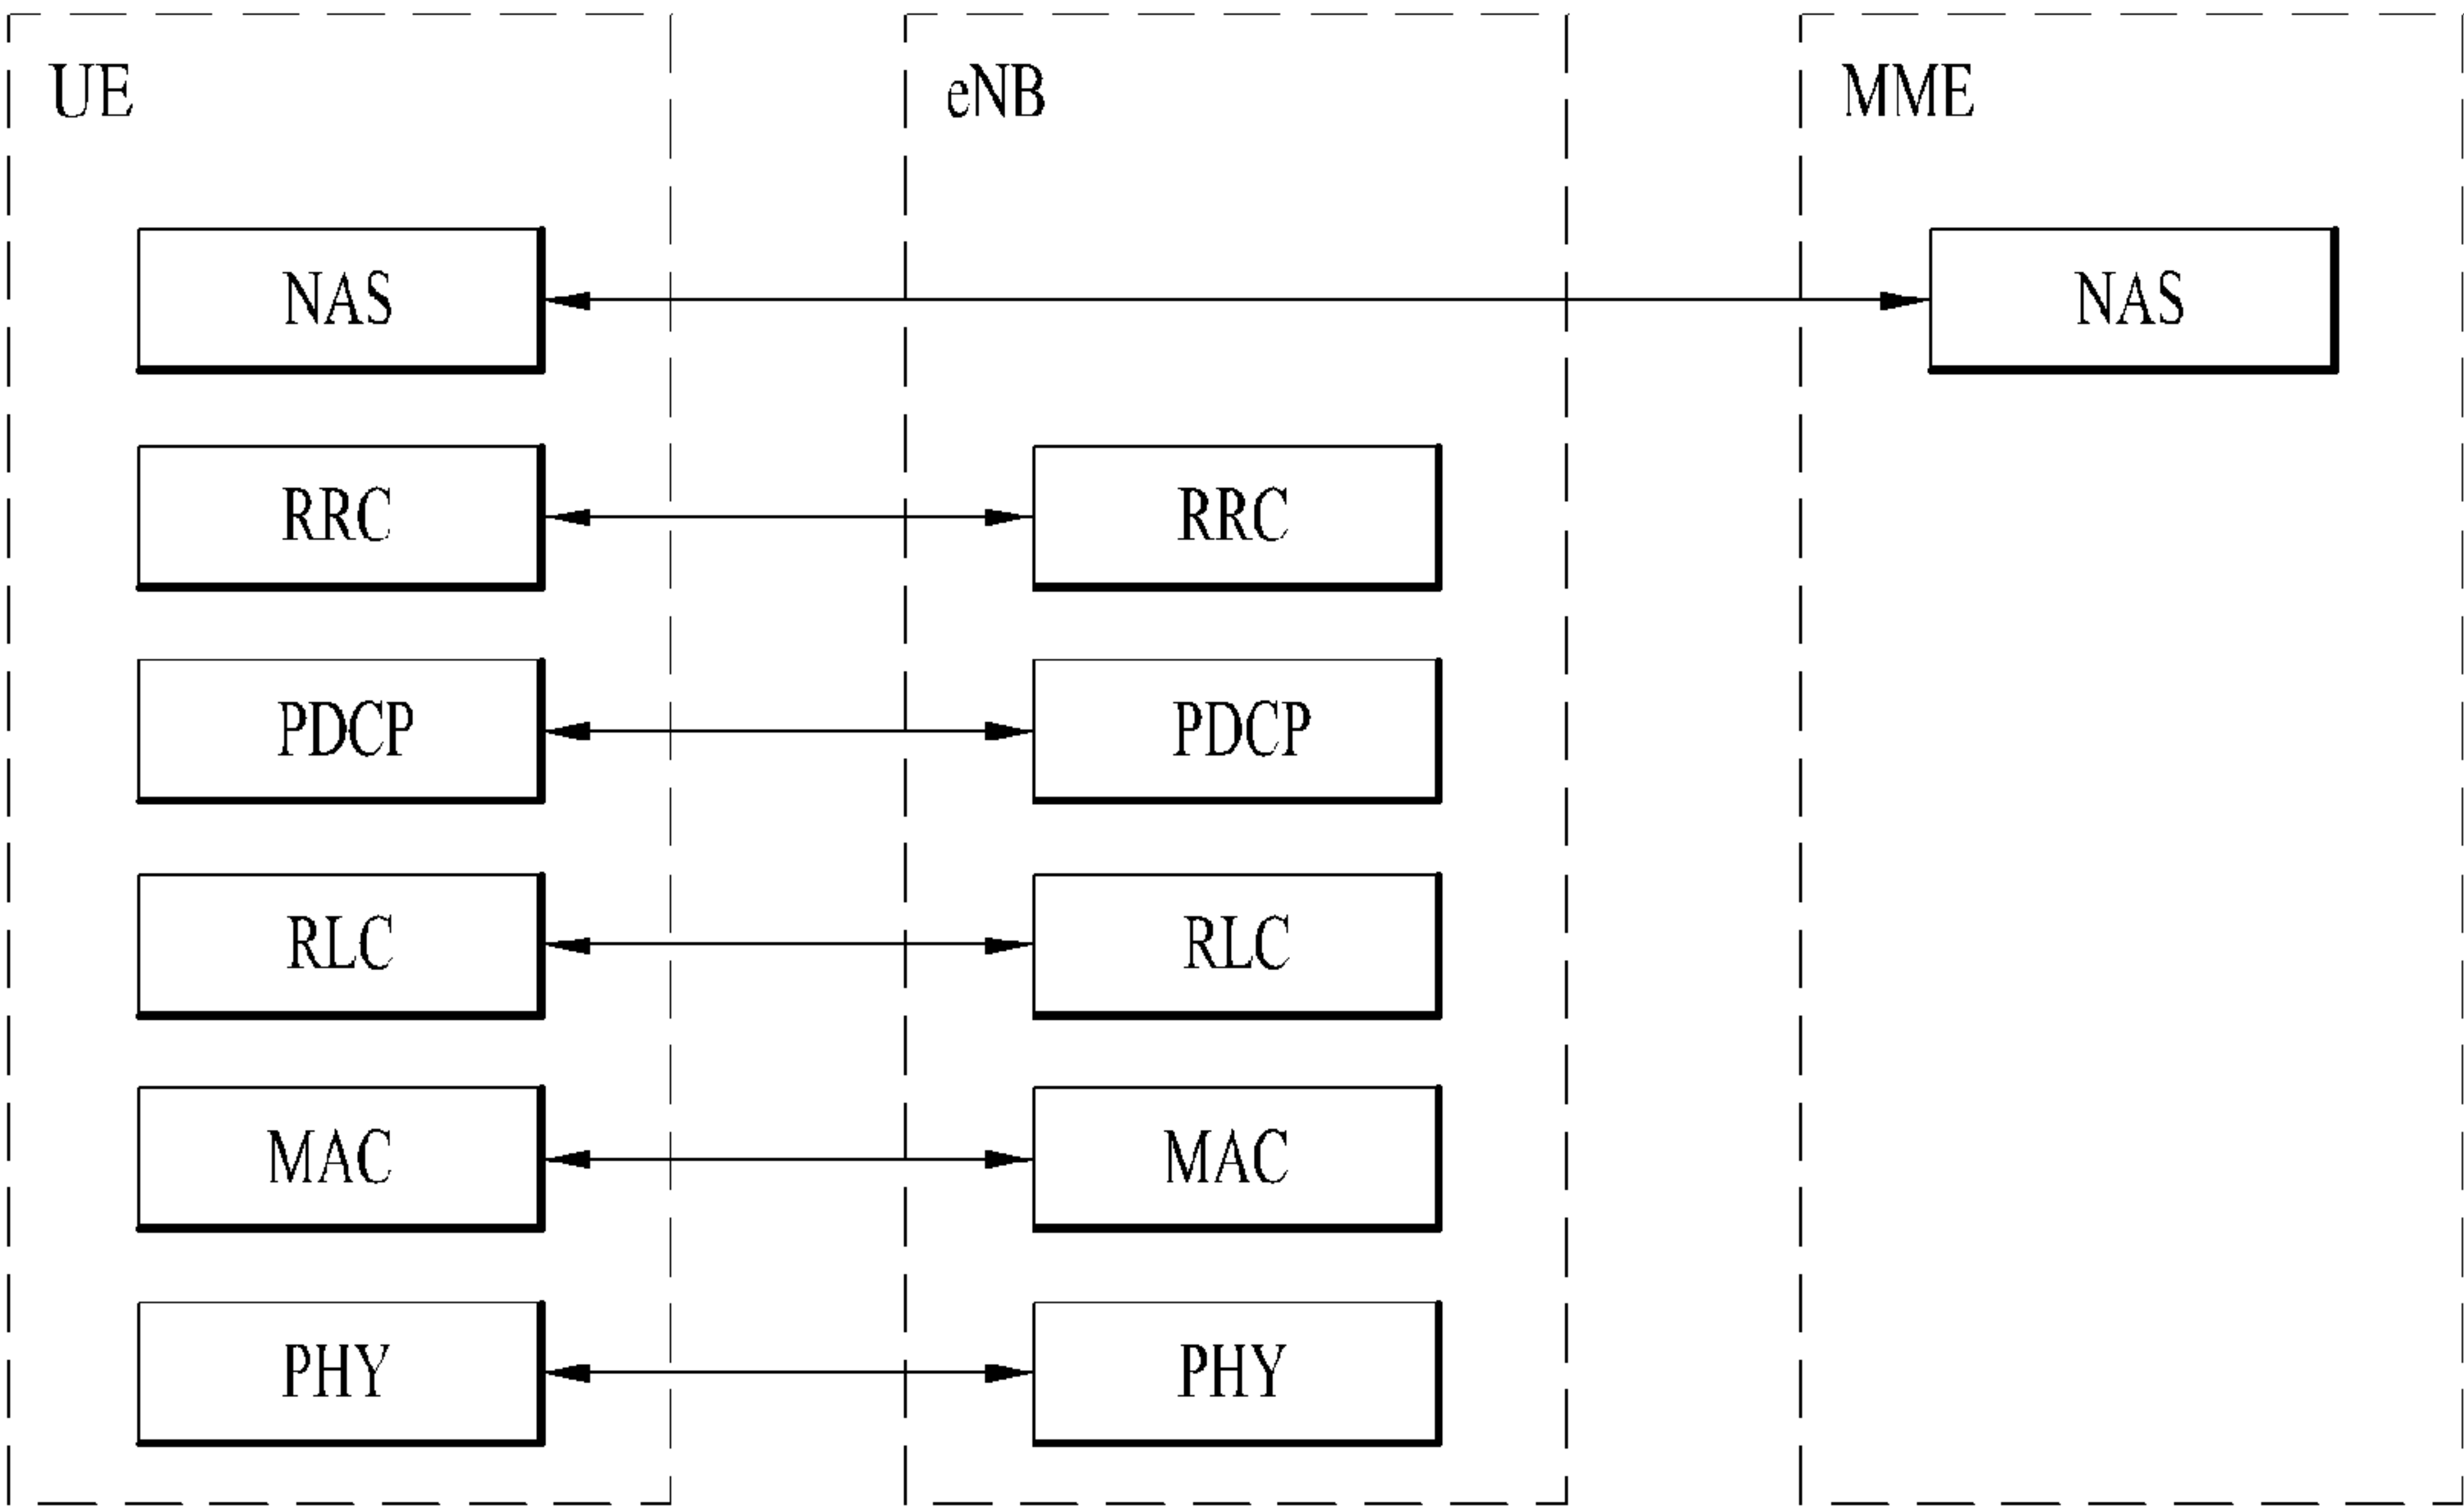 UE
eNB
MME
NAS
NAS
RRC
RRC
PDCP
PDCP
RLC
RLC
MAC
MAC
PHY
PHY